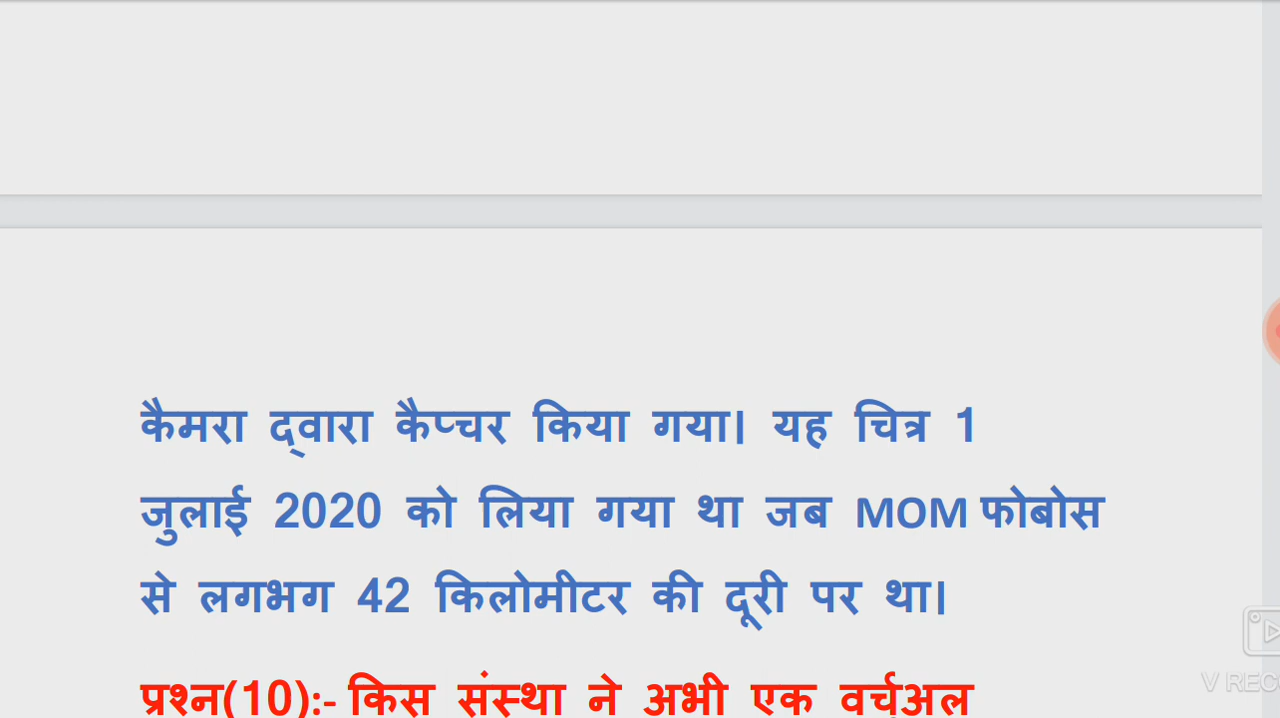 कैमरा द्वारा कैप्चर किया गया। यह चित्र 1
जुलाई 2020 को लिया गया था जब MOM फोबोस
से लगभग 42 किलोमीटर की दूरी पर था।
प्रश्न(10):- किस संस्था ने अभी एक वर्चुअल
V REC